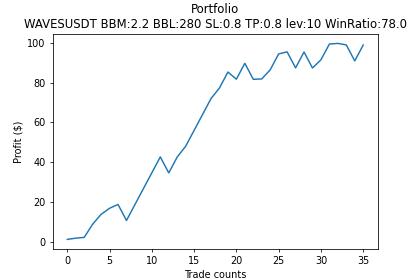 Portfolio
WAVESUSDT BBM:2.2 BBL:280 SL:0.8 TP:0.8 lev:10 WinRatio:78.0
100
80
60
40
20
0
Profit ($)
0 5 10 15 20 25 30 35
Trade counts